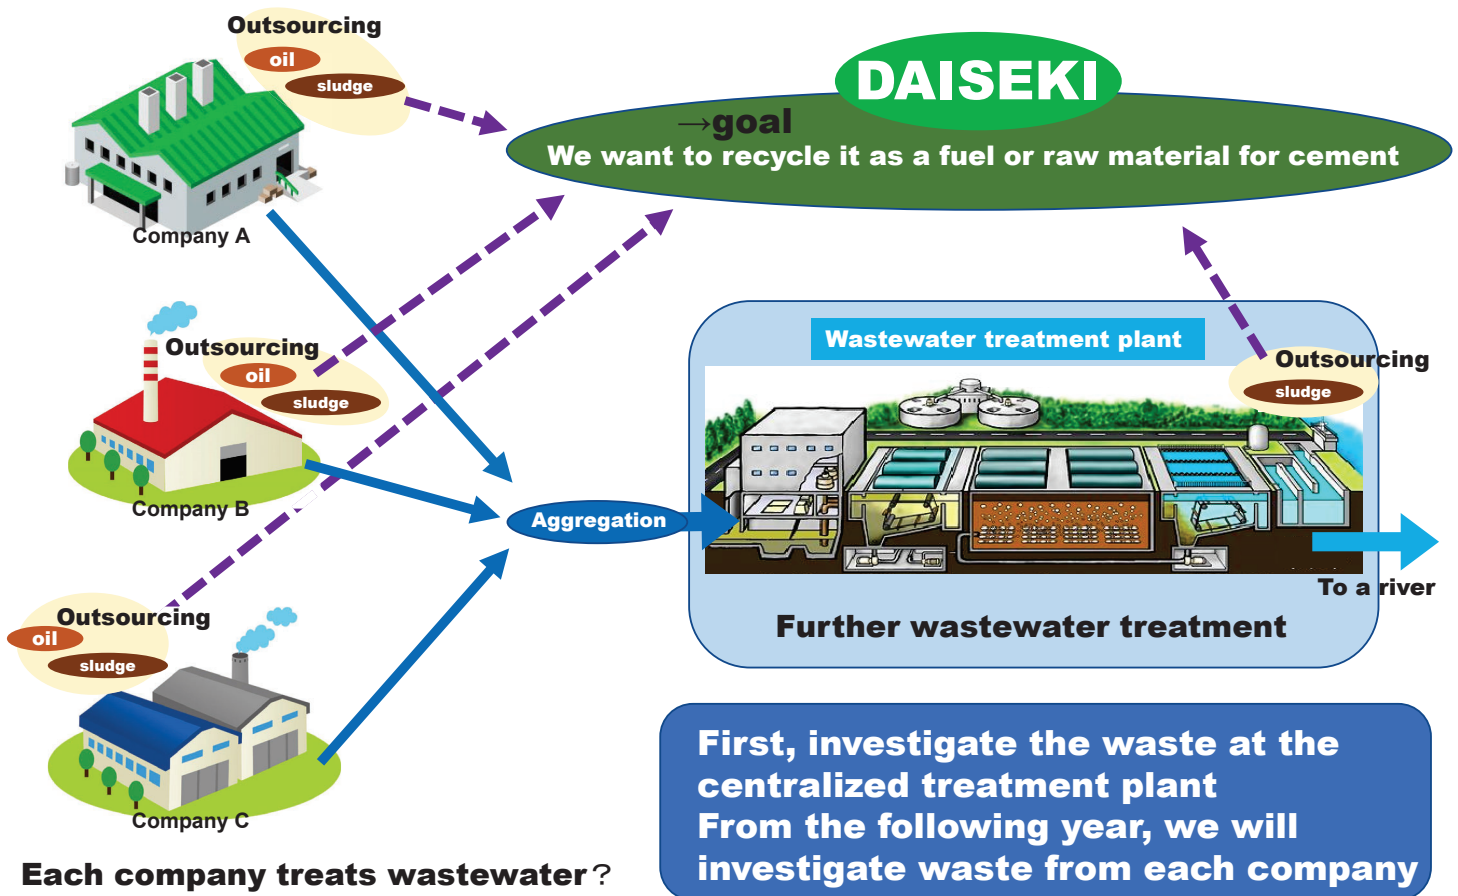 Outsourcing
oil
sludge
Company A
DAISEKI
→goal
We want to recycle it as a fuel or raw material for cement
Outsourcing
oil
sludge
Company B
Wastewater treatment plant
Outsourcing
sludge
Aggregation
To a river
Further wastewater treatment
Outsourcing
oil
sludge
Company C
Each company treats wastewater？
First, investigate the waste at the
centralized treatment plant
From the following year, we will
investigate waste from each company